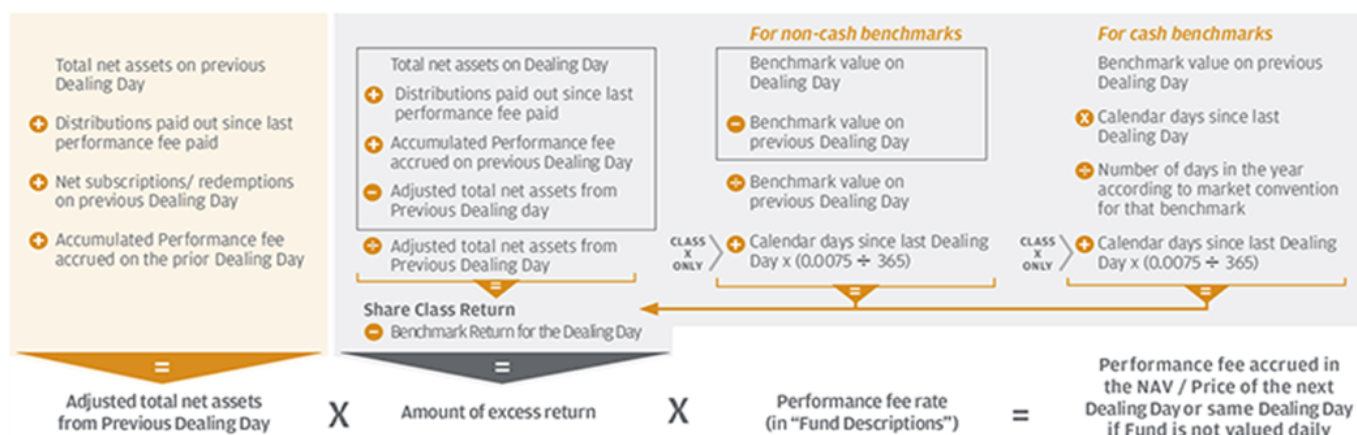 Total net assets on previous
Dealing Day
+ Distributions paid out since last
performance fee paid
+ Net subscriptions/ redemptions
on previous Dealing Day
+ Accumulated Performance fee
accrued on the prior Dealing Day
=
Adjusted total net assets
from Previous Dealing Day
X
Total net assets on Dealing Day
+ Distributions paid out since last
performance fee paid
+ Accumulated Performance fee
accrued on previous Dealing Day
− Adjusted total net assets from
Previous Dealing day
÷ Adjusted total net assets from
Previous Dealing Day
=
Share Class Return
− Benchmark Return for the Dealing Day
=
Amount of excess return
X
For non-cash benchmarks
Benchmark value on
Dealing Day
− Benchmark value on
previous Dealing Day
÷ Benchmark value on
previous Dealing Day
CLASS
X
ONLY
+ Calendar days since last Dealing
Day x (0.0075 ÷ 365)
=
For cash benchmarks
Benchmark value on previous
Dealing Day
x Calendar days since last
Dealing Day
÷ Number of days in the year
according to market convention
for that benchmark
CLASS
X
ONLY
+ Calendar days since last Dealing
Day x (0.0075 ÷ 365)
=
Performance fee rate
(in “Fund Descriptions”)
=
Performance fee accrued in
the NAV / Price of the next
Dealing Day or same Dealing Day
if Fund is not valued daily